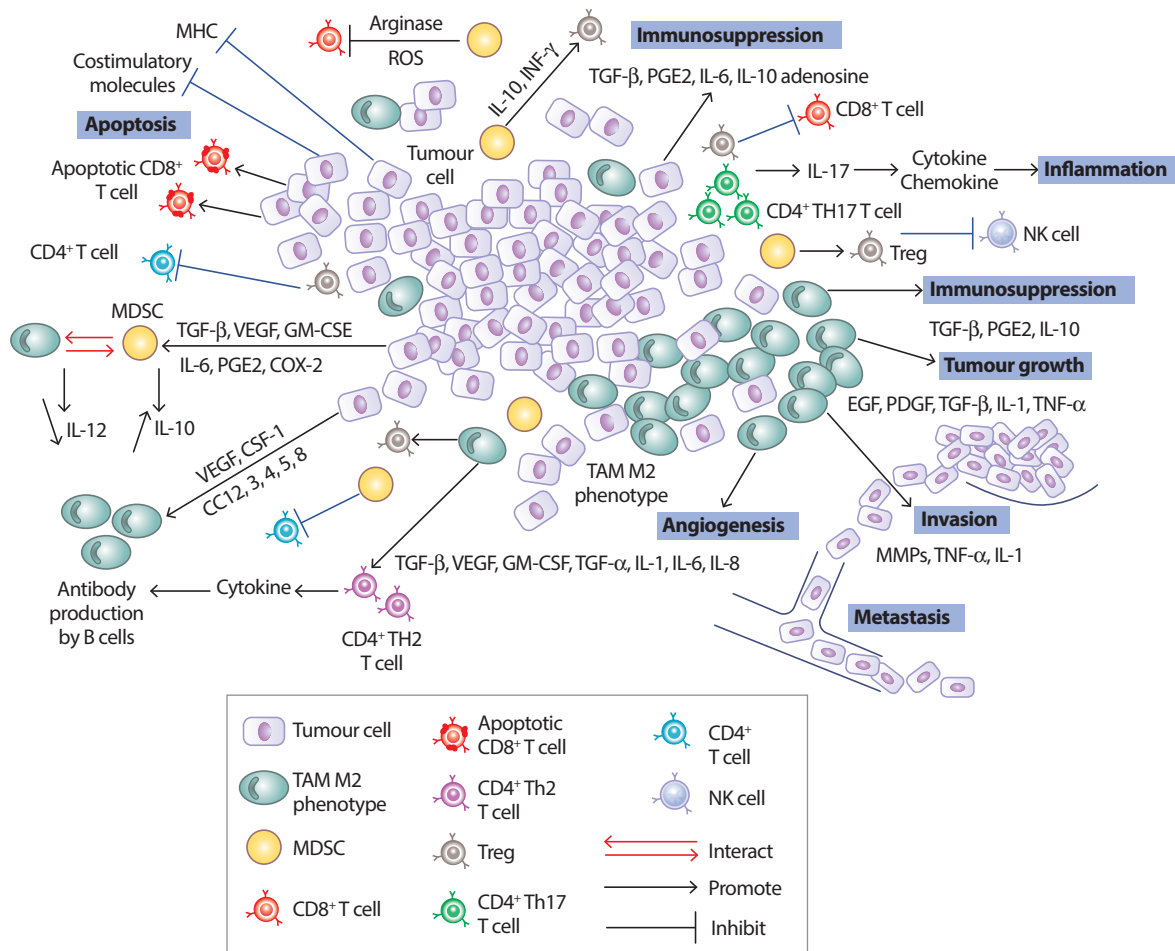 MHC
Costimulatory
molecules
Apoptosis
Apoptotic CD8⁺
T cell
CD4⁺ T cell
Arginase
ROS
IL-10, INF-γ
Tumour
cell
Immunosuppression
TGF-β, PGE2, IL-6, IL-10 adenosine
CD8⁺ T cell
IL-17
Cytokine
Chemokine
Inflammation
CD4⁺ TH17 T cell
Treg
NK cell
Immunosuppression
TGF-β, PGE2, IL-10
Tumour growth
EGF, PDGF, TGF-β, IL-1, TNF-α
MDSC
TGF-β, VEGF, GM-CSE
IL-6, PGE2, COX-2
IL-12
IL-10
VEGF, CSF-1
CC12, 3, 4, 5, 8
TAM M2
phenotype
Angiogenesis
TGF-β, VEGF, GM-CSF, TGF-α, IL-1, IL-6, IL-8
Invasion
MMPs, TNF-α, IL-1
Metastasis
Antibody
production
by B cells
Cytokine
CD4⁺ TH2
T cell
Tumour cell
TAM M2
phenotype
MDSC
CD8⁺ T cell
Apoptotic
CD8⁺ T cell
CD4⁺ Th2
T cell
Treg
CD4⁺ Th17
T cell
CD4⁺
T cell
NK cell
Interact
Promote
Inhibit